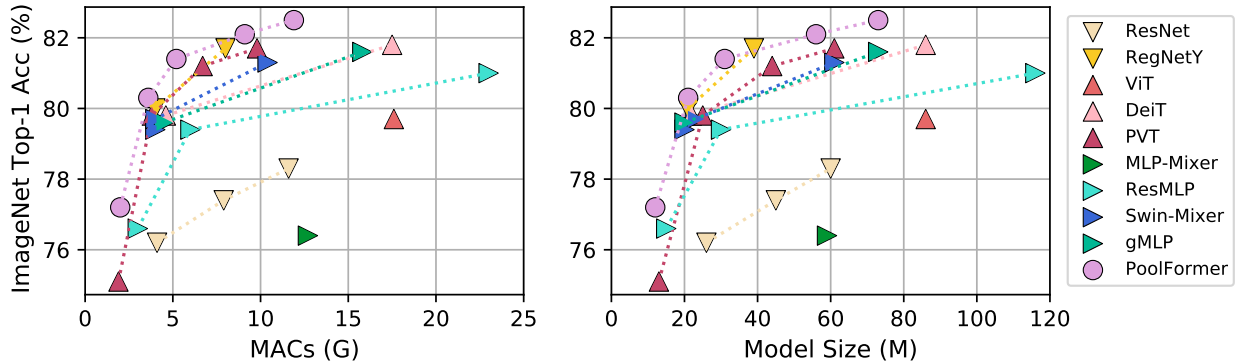 ImageNet Top-1 Acc (%)
82
80
78
76
0 5 10 15 20 25
MACs (G)
82
80
78
76
0 20 40 60 80 100 120
Model Size (M)
ResNet
RegNetY
ViT
DeiT
PVT
MLP-Mixer
ResMLP
Swin-Mixer
gMLP
PoolFormer